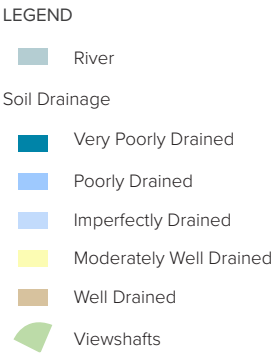 LEGEND
River
Soil Drainage
Very Poorly Drained
Poorly Drained
Imperfectly Drained
Moderately Well Drained
Well Drained
Viewshafts